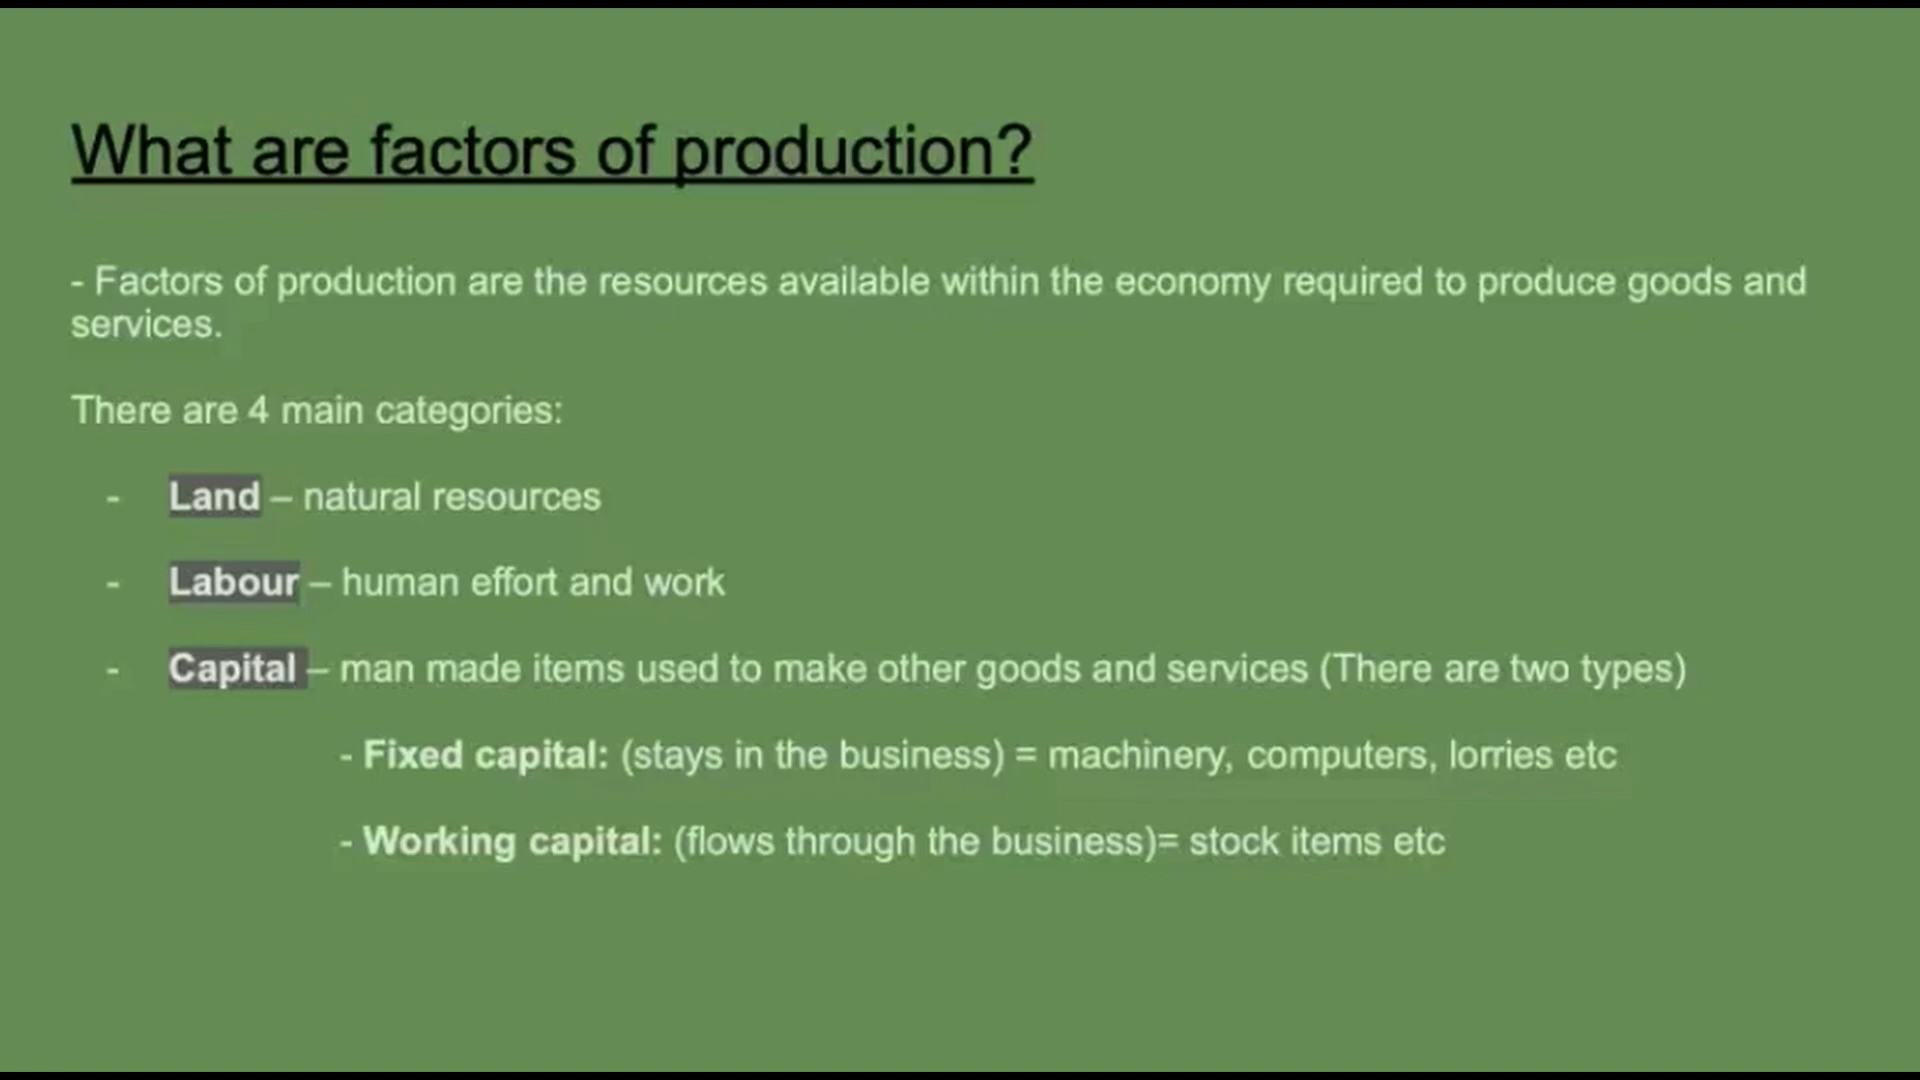 What are factors of production?
- Factors of production are the resources available within the economy required to produce goods and
services.
There are 4 main categories:
- Land – natural resources
- Labour – human effort and work
- Capital – man made items used to make other goods and services (There are two types)
- Fixed capital: (stays in the business) = machinery, computers, lorries etc
- Working capital: (flows through the business)= stock items etc